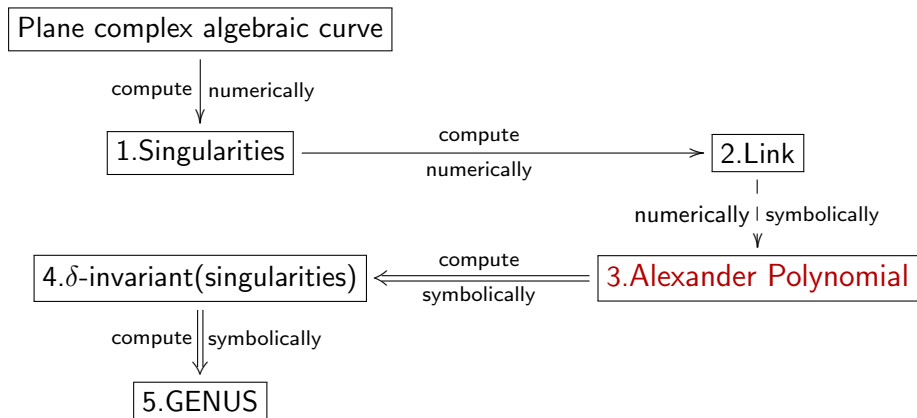 Plane complex algebraic curve
compute numerically
1.Singularities
compute
numerically
2.Link
numerically symbolically
4.δ-invariant(singularities)
compute
symbolically
3.Alexander Polynomial
compute symbolically
5.GENUS